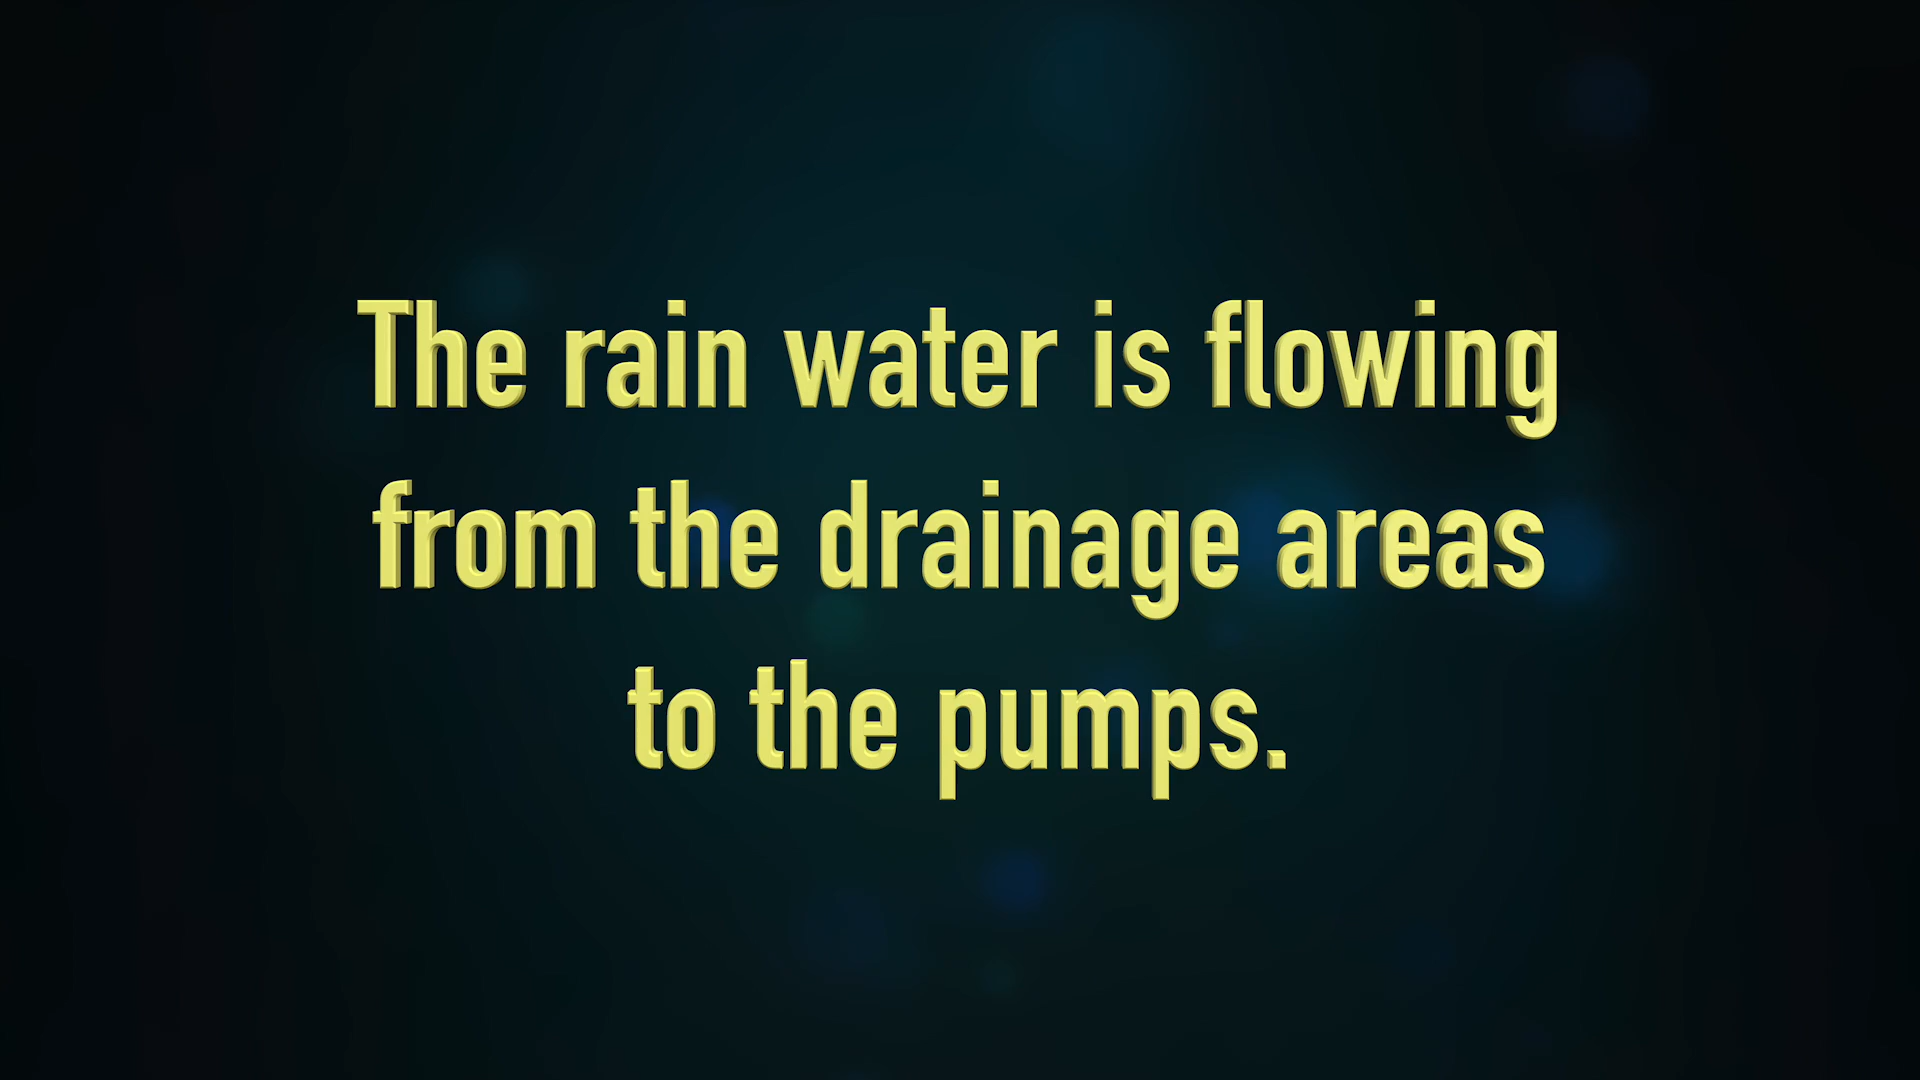 The rain water is flowing
from the drainage areas
to the pumps.